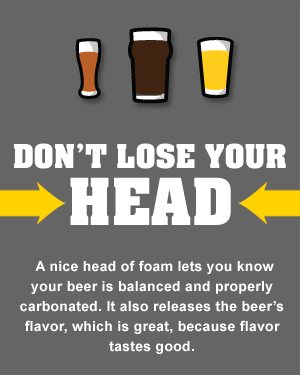 DON'T LOSE YOUR
HEAD
A nice head of foam lets you know
your beer is balanced and properly
carbonated. It also releases the beer's
flavor, which is great, because flavor
tastes good.